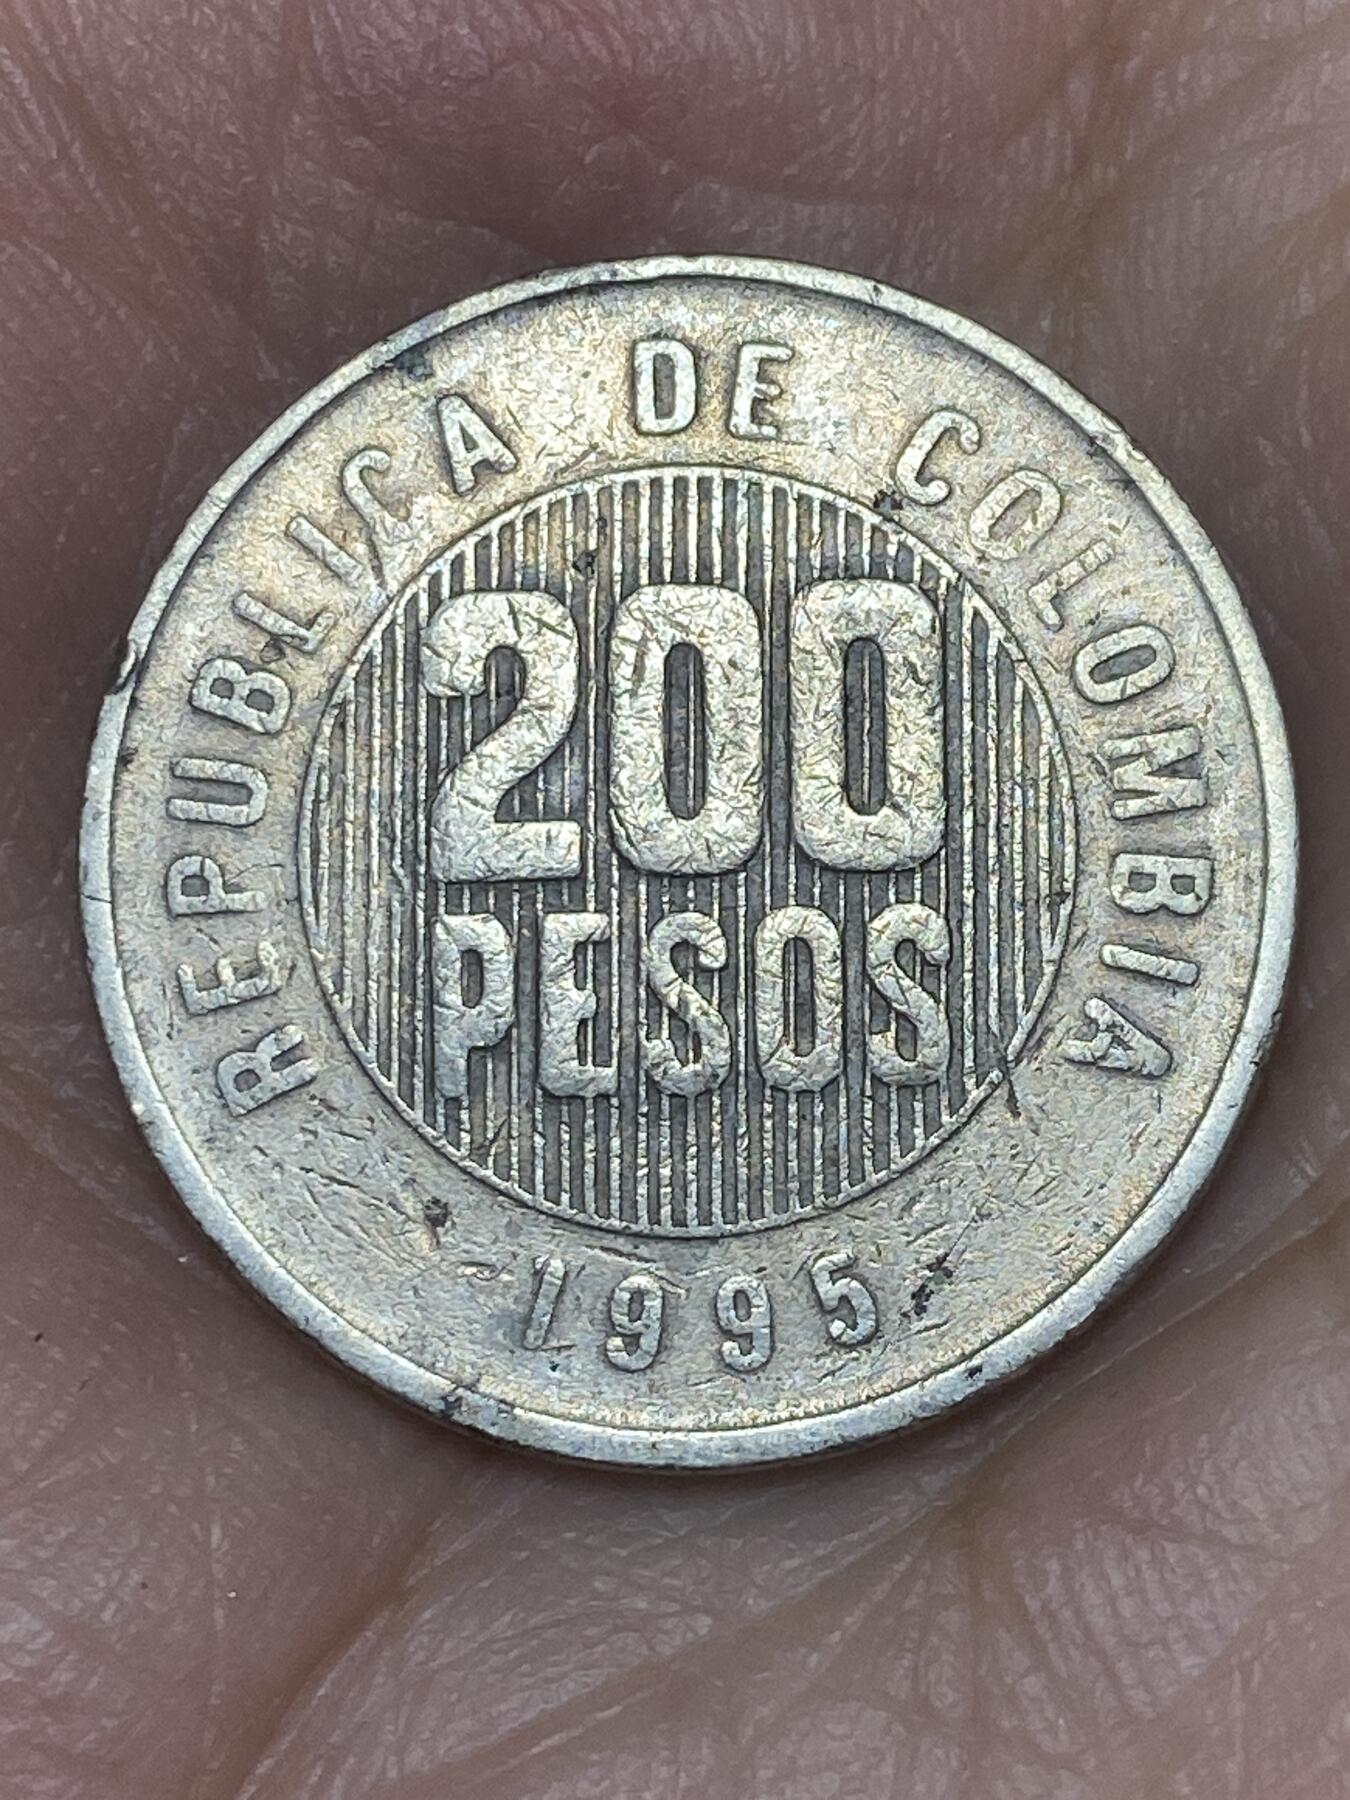 REPUBLICA DE COLOMBIA
200
PESOS
1995